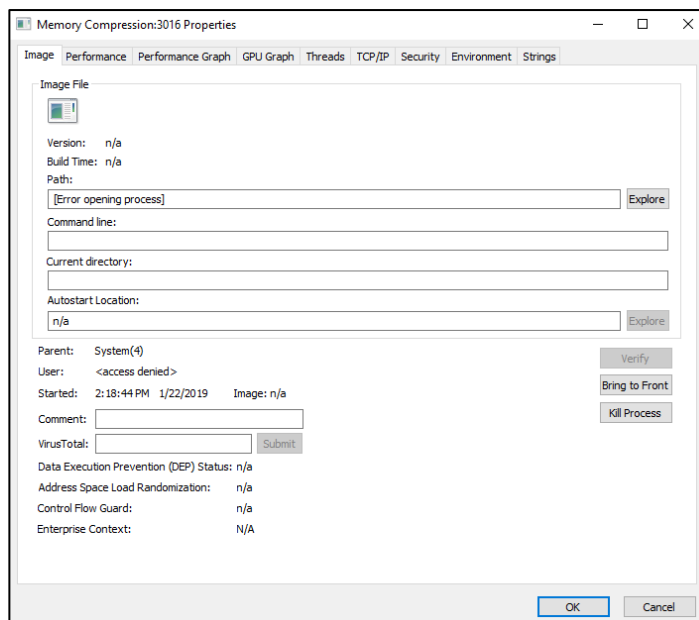 Memory Compression:3016 Properties
Image Performance Performance Graph GPU Graph Threads TCP/IP Security Environment Strings
Image File
Version: n/a
Build Time: n/a
Path:
[Error opening process] Explore
Command line:
Current directory:
Autostart Location:
n/a Explore
Parent: System(4) Verify
User: <access denied>
Bring to Front
Started: 2:18:44 PM 1/22/2019 Image: n/a
Comment: Kill Process
VirusTotal: Submit
Data Execution Prevention (DEP) Status: n/a
Address Space Load Randomization: n/a
Control Flow Guard: n/a
Enterprise Context: N/A
OK Cancel